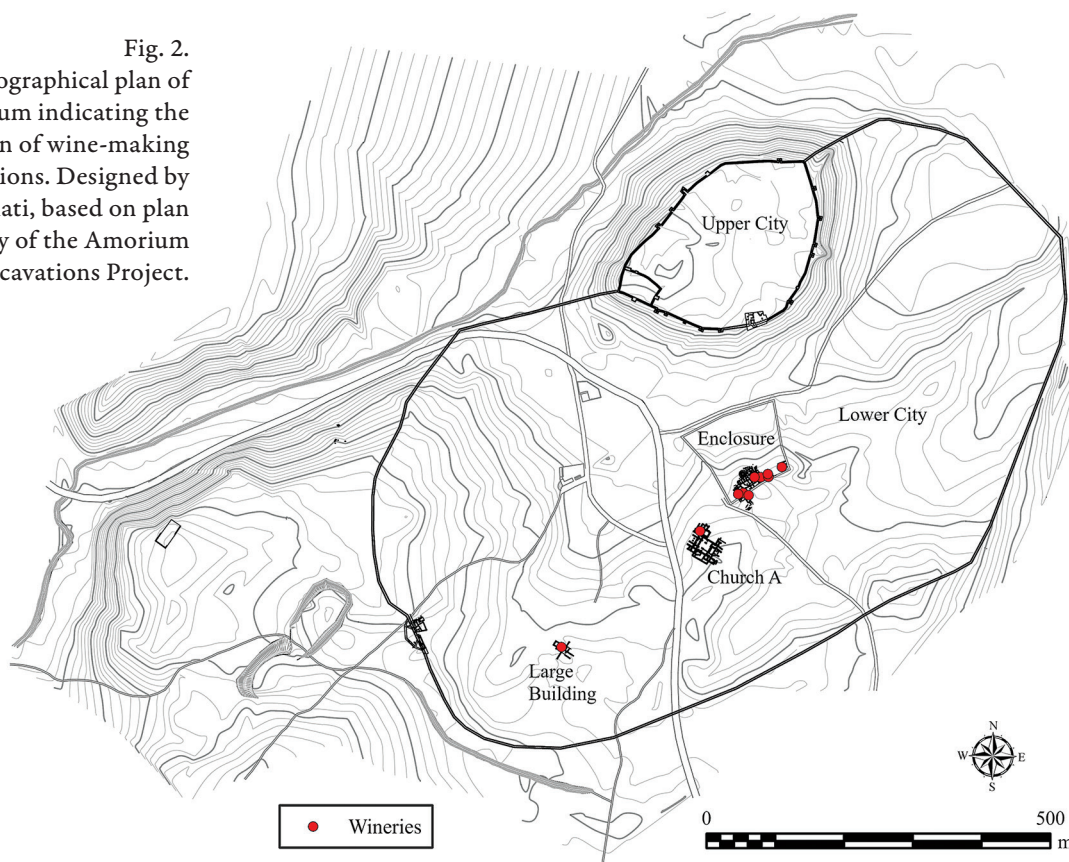 Fig. 2.
ographical plan of
um indicating the
n of wine-making
ions. Designed by
ati, based on plan
y of the Amorium
cavations Project.
Upper City
Lower City
Enclosure
Church A
Large
Building
N
W E
S
Wineries
0 500
m